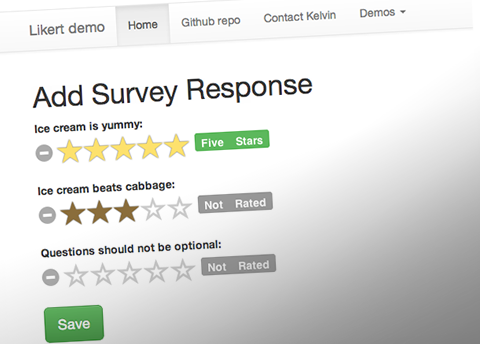 Likert demo Home Github repo Contact Kelvin Demos
Add Survey Response
Ice cream is yummy:
Five Stars
Ice cream beats cabbage:
Not Rated
Questions should not be optional:
Not Rated
Save